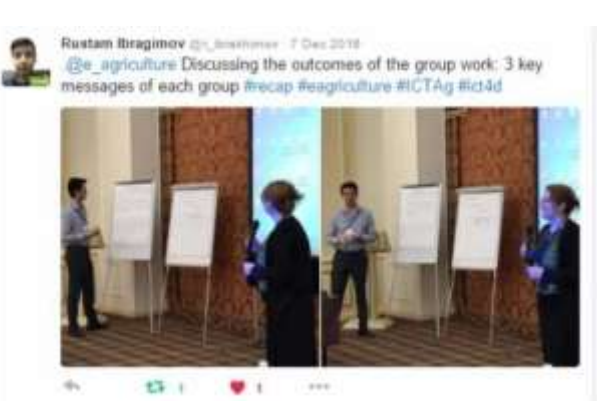 Rustam Ibragimov 7 Dec 2016
.@e_agriculture Discussing the outcomes of the group work: 3 key
messages of each group #recap #eagriculture #ICTAg #ict4d
1 1